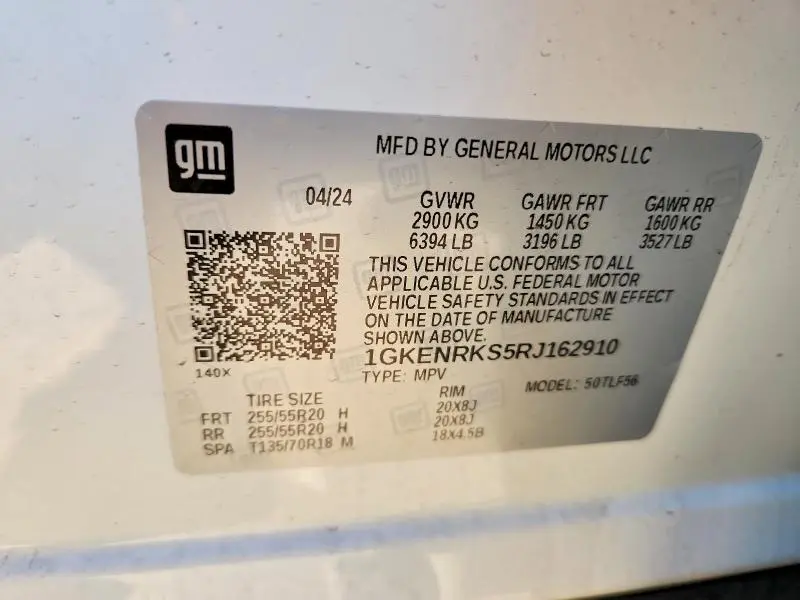 gm
MFD BY GENERAL MOTORS LLC
04/24 GVWR GAWR FRT GAWR RR
2900 KG 1450 KG 1600 KG
6394 LB 3196 LB 3527 LB
THIS VEHICLE CONFORMS TO ALL
APPLICABLE U.S. FEDERAL MOTOR
VEHICLE SAFETY STANDARDS IN EFFECT
ON THE DATE OF MANUFACTURE
SHOWN ABOVE.
1GKENRKS5RJ162910
140X TYPE: MPV MODEL: 50TLF56
TIRE SIZE RIM
FRT 255/55R20 H 20X8J
RR 255/55R20 H 20X8J
SPA T135/70R18 M 18X4.5B